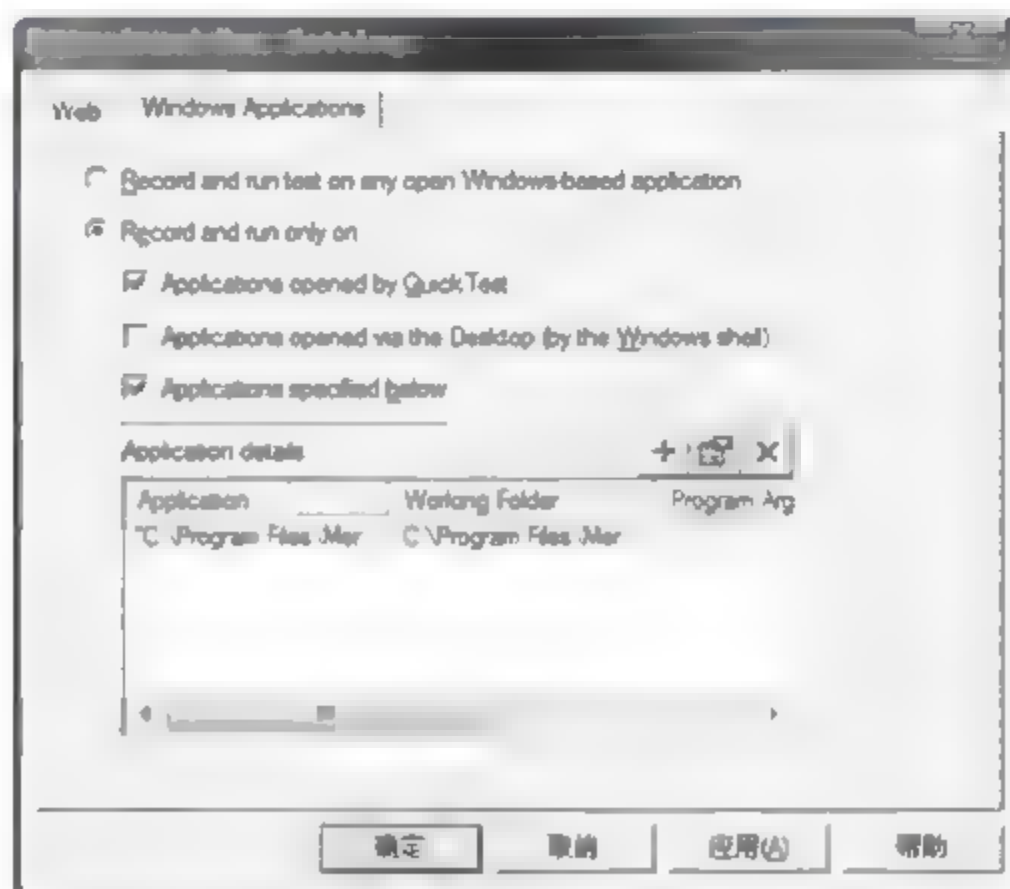 Web Windows Applications
Record and run test on any open Windows-based application
Record and run only on
Applications opened by QuickTest
Applications opened via the Desktop (by the Windows shell)
Applications specified below
Application details
Application Working Folder Program Arg
"C:\Program Files\Mer C:\Program Files\Mer
确定 取消 应用(A) 帮助